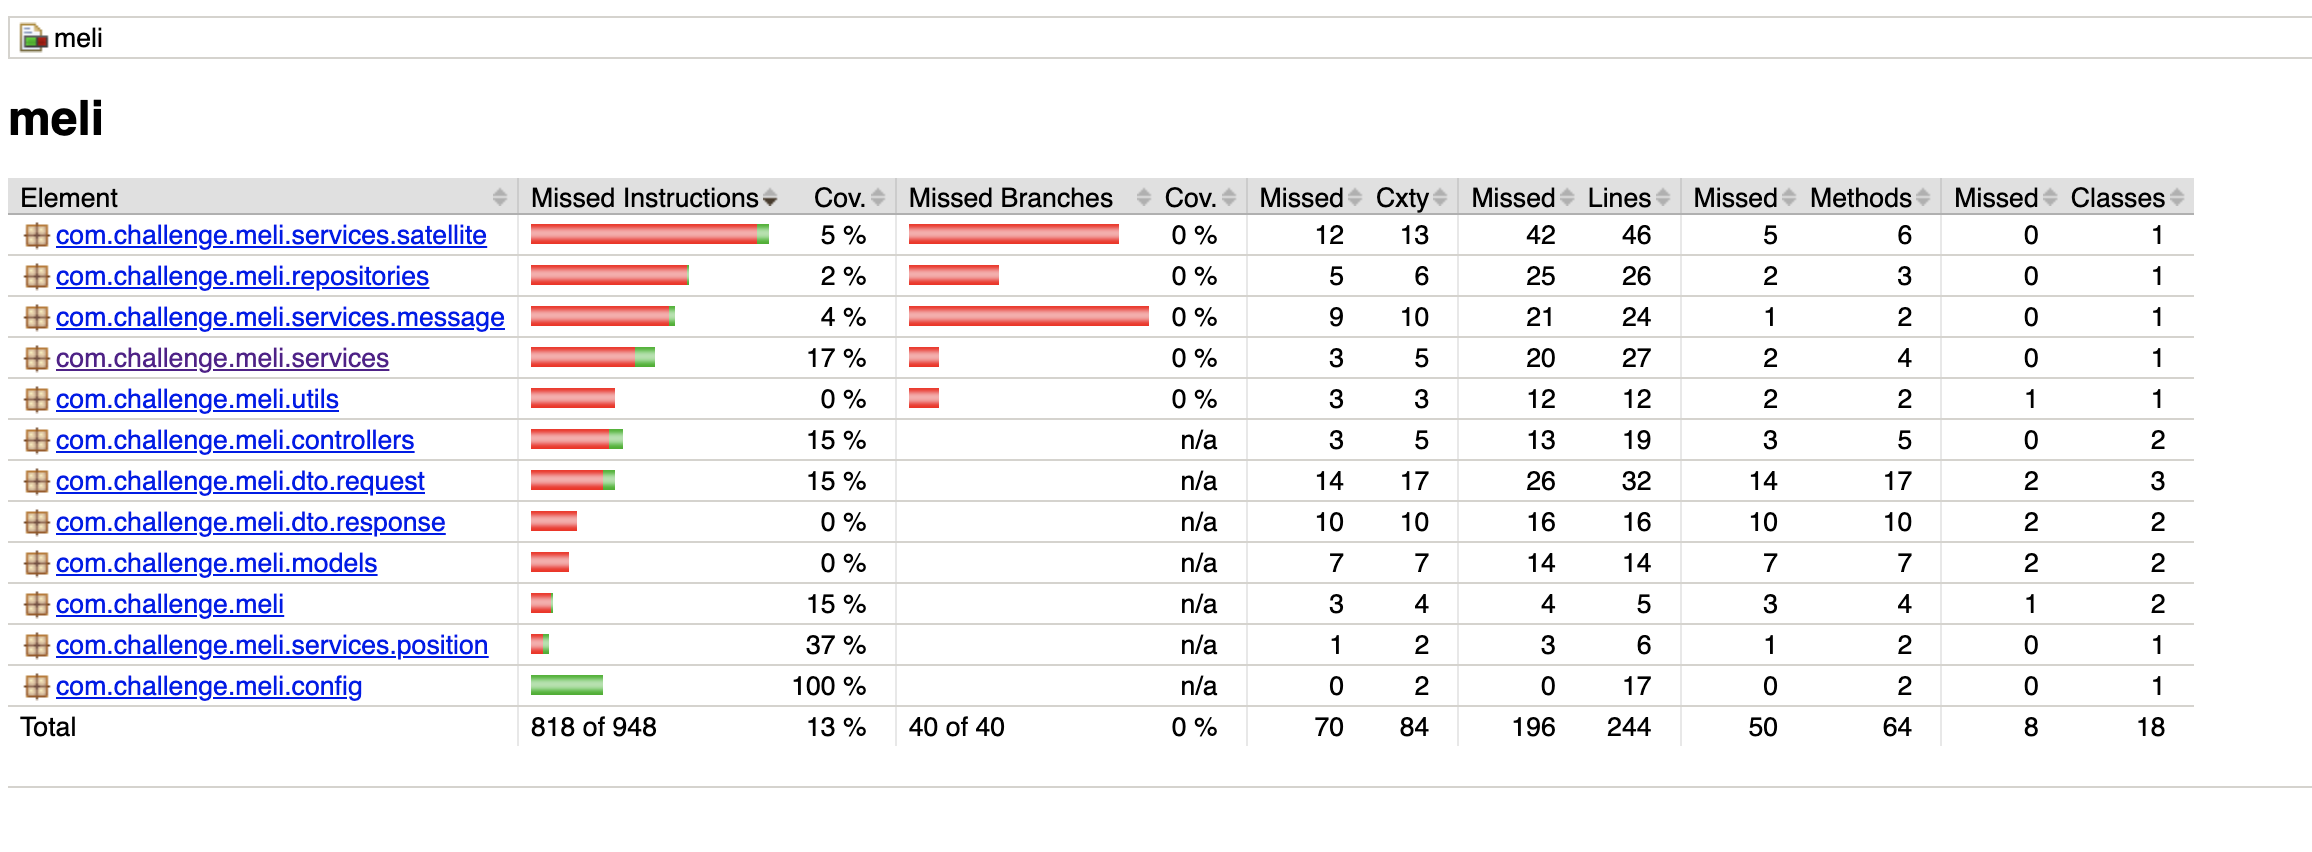 meli
meli
Element Missed Instructions Cov. Missed Branches Cov. Missed Cxty Missed Lines Missed Methods Missed Classes
com.challenge.meli.services.satellite 5 % 0 % 12 13 42 46 5 6 0 1
com.challenge.meli.repositories 2 % 0 % 5 6 25 26 2 3 0 1
com.challenge.meli.services.message 4 % 0 % 9 10 21 24 1 2 0 1
com.challenge.meli.services 17 % 0 % 3 5 20 27 2 4 0 1
com.challenge.meli.utils 0 % 0 % 3 3 12 12 2 2 1 1
com.challenge.meli.controllers 15 % n/a 3 5 13 19 3 5 0 2
com.challenge.meli.dto.request 15 % n/a 14 17 26 32 14 17 2 3
com.challenge.meli.dto.response 0 % n/a 10 10 16 16 10 10 2 2
com.challenge.meli.models 0 % n/a 7 7 14 14 7 7 2 2
com.challenge.meli 15 % n/a 3 4 4 5 3 4 1 2
com.challenge.meli.services.position 37 % n/a 1 2 3 6 1 2 0 1
com.challenge.meli.config 100 % n/a 0 2 0 17 0 2 0 1
Total 818 of 948 13 % 40 of 40 0 % 70 84 196 244 50 64 8 18